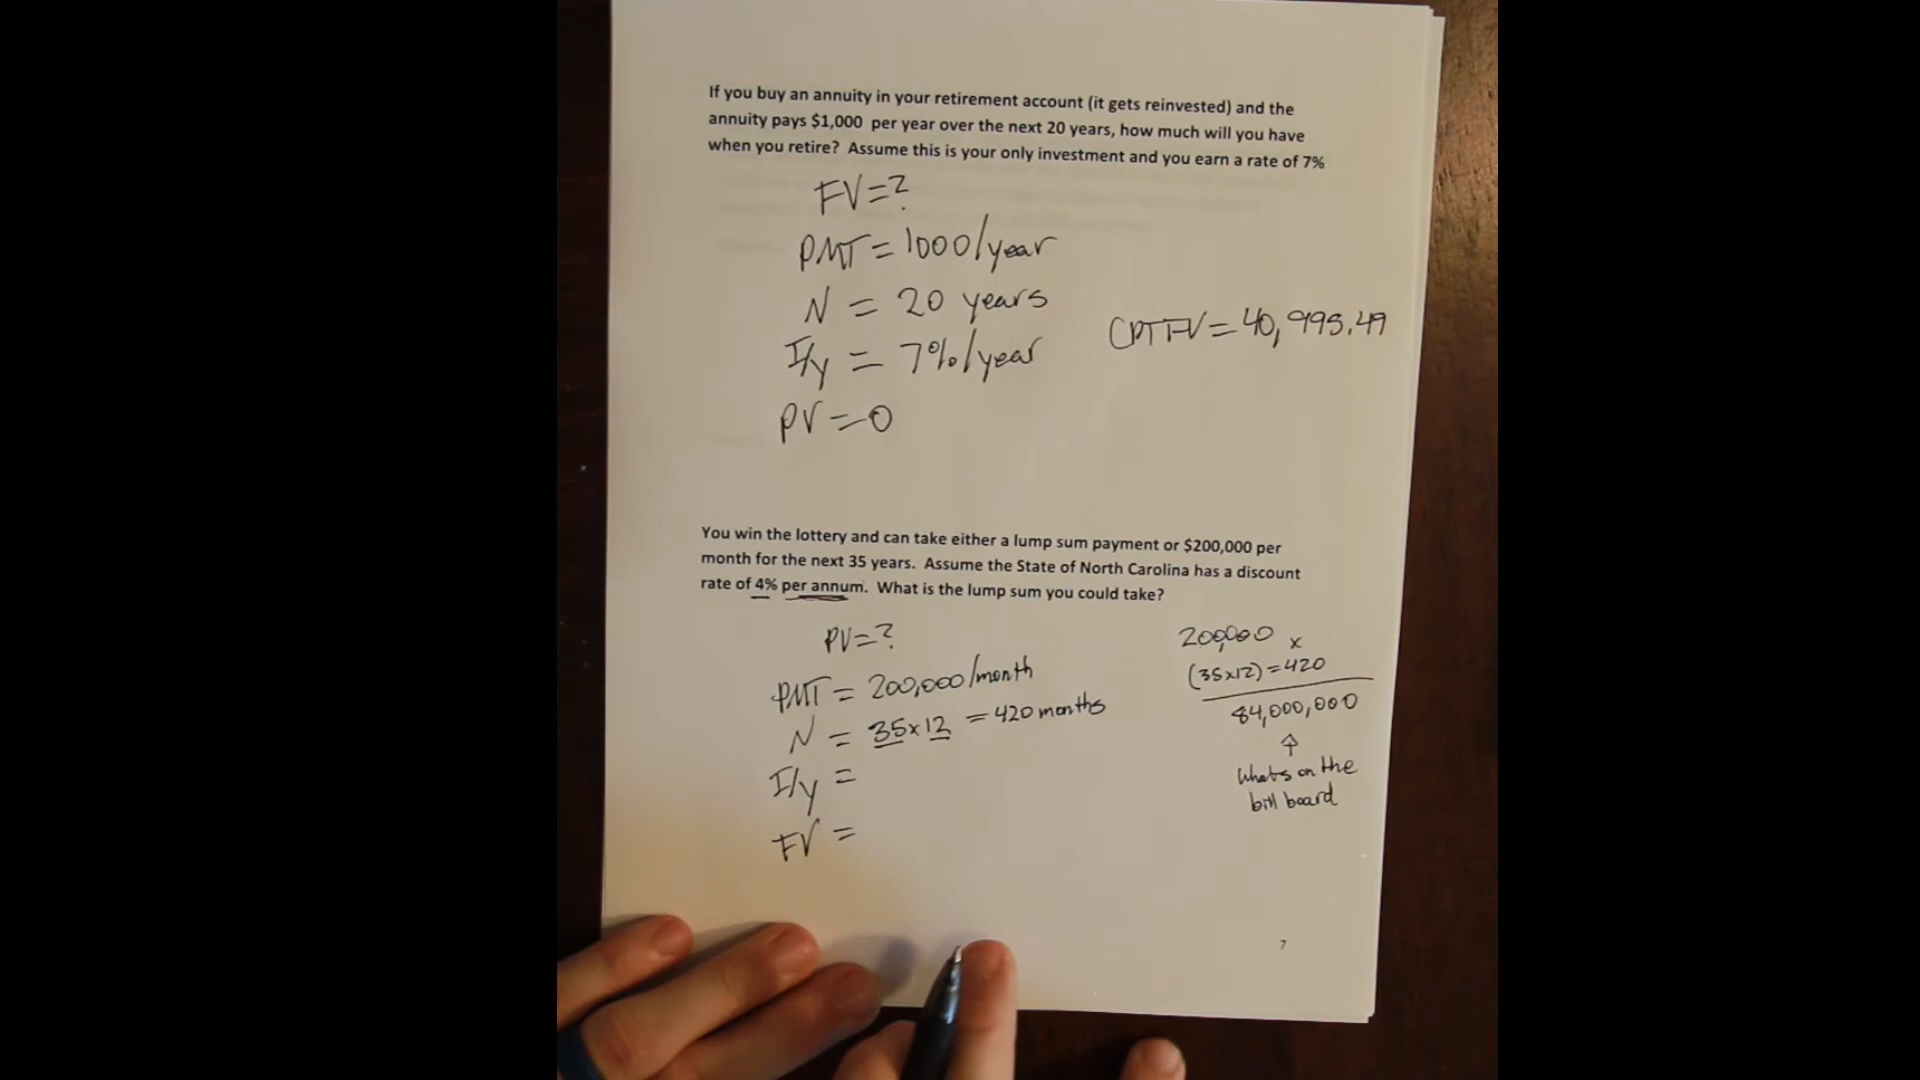 If you buy an annuity in your retirement account (it gets reinvested) and the
annuity pays $1,000 per year over the next 20 years, how much will you have
when you retire? Assume this is your only investment and you earn a rate of 7%
FV=?
PMT = 1000/year
N = 20 years
I/y = 7%/year
CPT FV = 40,995.49
PV = 0
You win the lottery and can take either a lump sum payment or $200,000 per
month for the next 35 years. Assume the State of North Carolina has a discount
rate of 4% per annum. What is the lump sum you could take?
PV=?
PMT = 200,000/month
N = 35x12 = 420 months
I/y =
FV =
200,000 x
(35x12)=420
84,000,000
↑
Whats on the
bill board
7